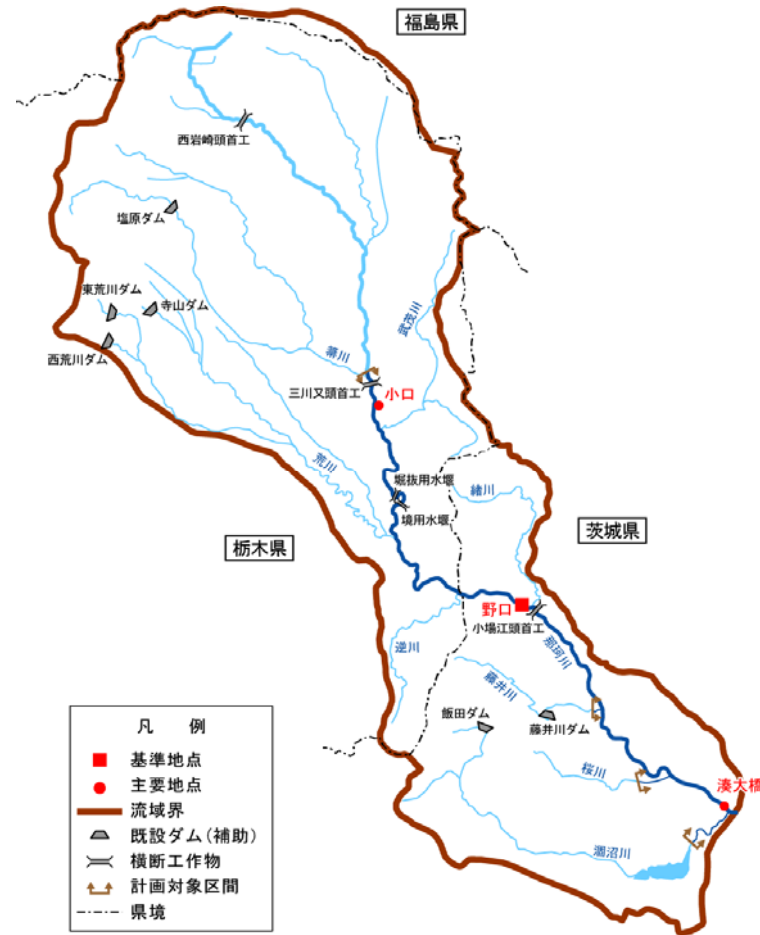 福島県
西岩崎頭首工
塩原ダム
東荒川ダム
寺山ダム
西荒川ダム
武茂川
箒川
三川又頭首工
小口
荒川
堀抜用水堰
境用水堰
緒川
茨城県
栃木県
野口
小場江頭首工
逆川
那珂川
藤井川
飯田ダム
藤井川ダム
桜川
湊大橋
涸沼川
凡 例
基準地点
主要地点
流域界
既設ダム(補助)
横断工作物
計画対象区間
県境